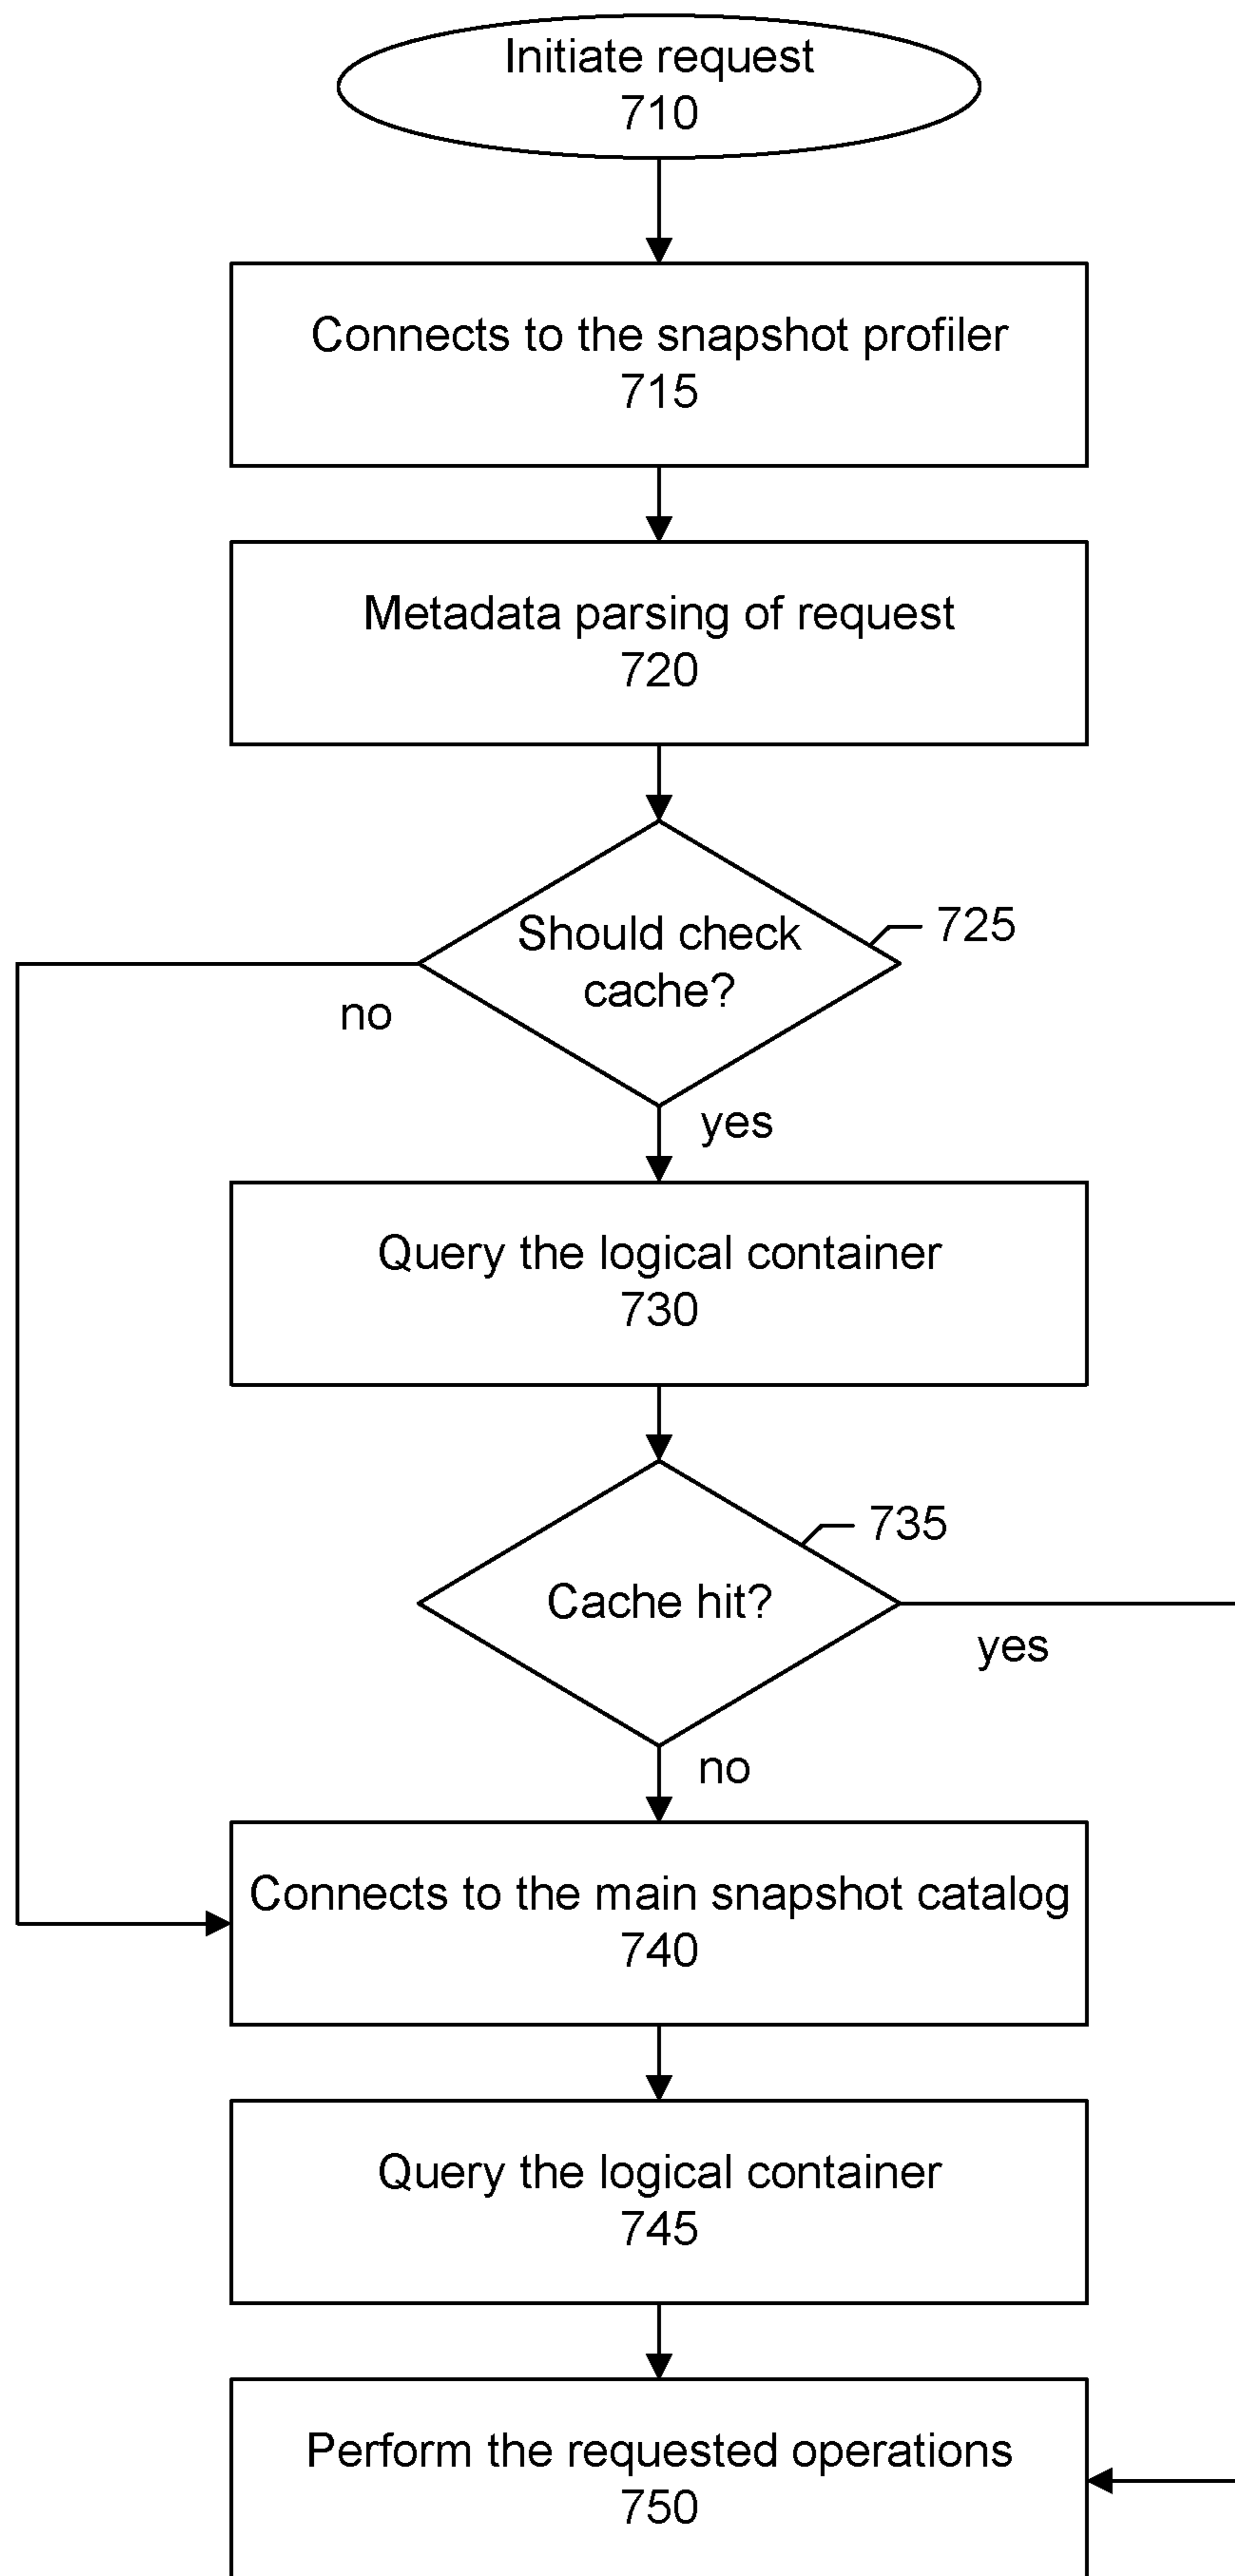 Initiate request
710
Connects to the snapshot profiler
715
Metadata parsing of request
720
Should check
cache?
725
no
yes
Query the logical container
730
735
Cache hit?
yes
no
Connects to the main snapshot catalog
740
Query the logical container
745
Perform the requested operations
750